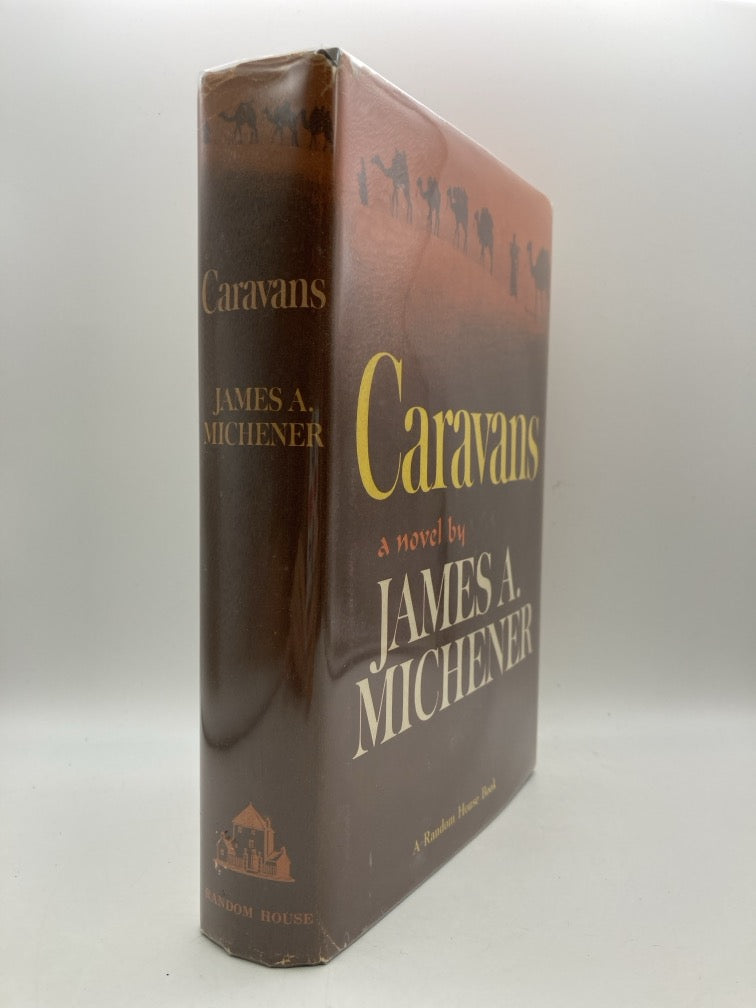 Caravans
JAMES A.
MICHENER
RANDOM HOUSE
Caravans
a novel by
JAMES A.
MICHENER
A Random House Book